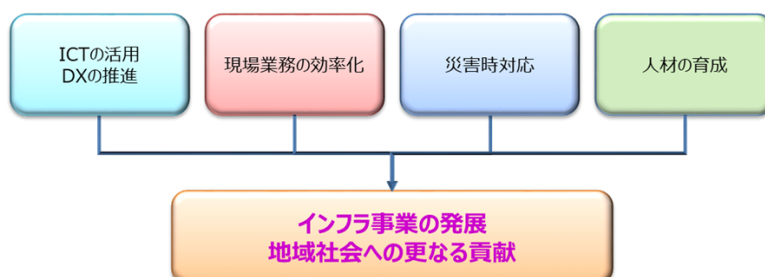 ICTの活用
DXの推進
現場業務の効率化
災害時対応
人材の育成
インフラ事業の発展
地域社会への更なる貢献